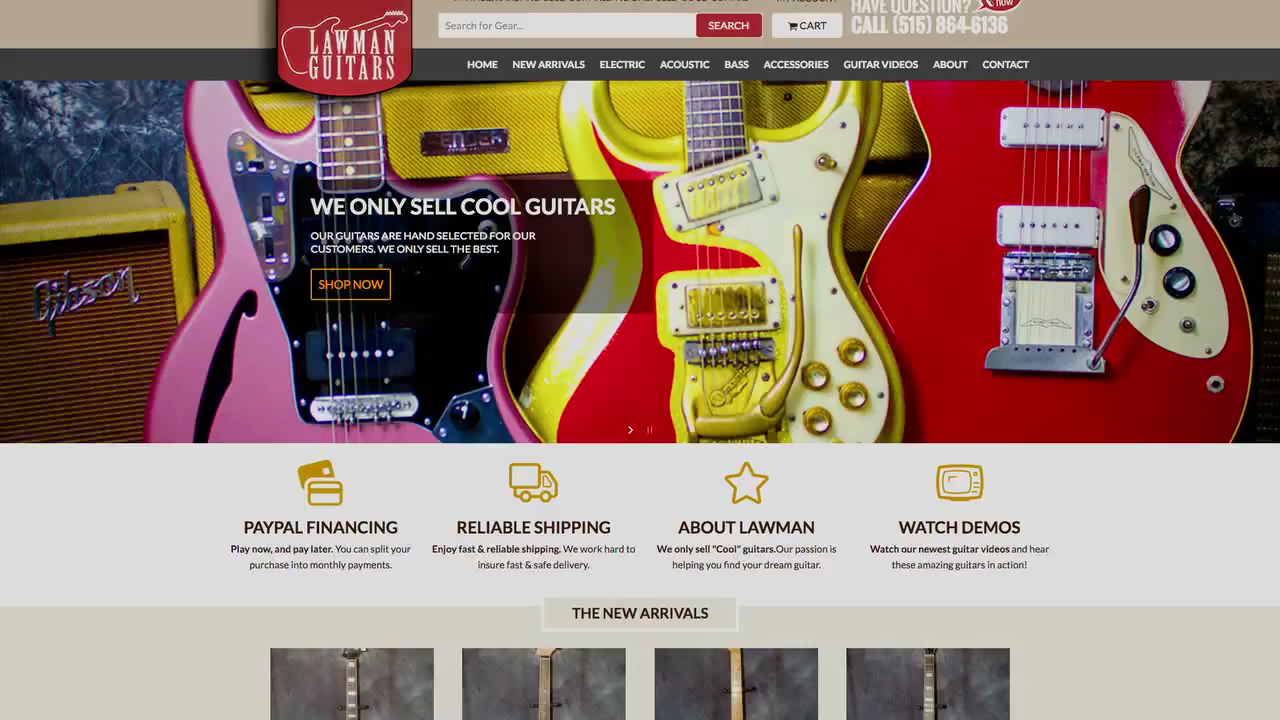 HAVE QUESTION?
NOW
Search for Gear...
SEARCH
CART
CALL (515) 864-6136
LAWMAN
GUITARS
HOME
NEW ARRIVALS
ELECTRIC
ACOUSTIC
BASS
ACCESSORIES
GUITAR VIDEOS
ABOUT
CONTACT
FENDER
Gibson
WE ONLY SELL COOL GUITARS
OUR GUITARS ARE HAND SELECTED FOR OUR
CUSTOMERS. WE ONLY SELL THE BEST.
SHOP NOW
PAYPAL FINANCING
Play now, and pay later. You can split your
purchase into monthly payments.
RELIABLE SHIPPING
Enjoy fast & reliable shipping. We work hard to
insure fast & safe delivery.
ABOUT LAWMAN
We only sell "Cool" guitars.Our passion is
helping you find your dream guitar.
WATCH DEMOS
Watch our newest guitar videos and hear
these amazing guitars in action!
THE NEW ARRIVALS